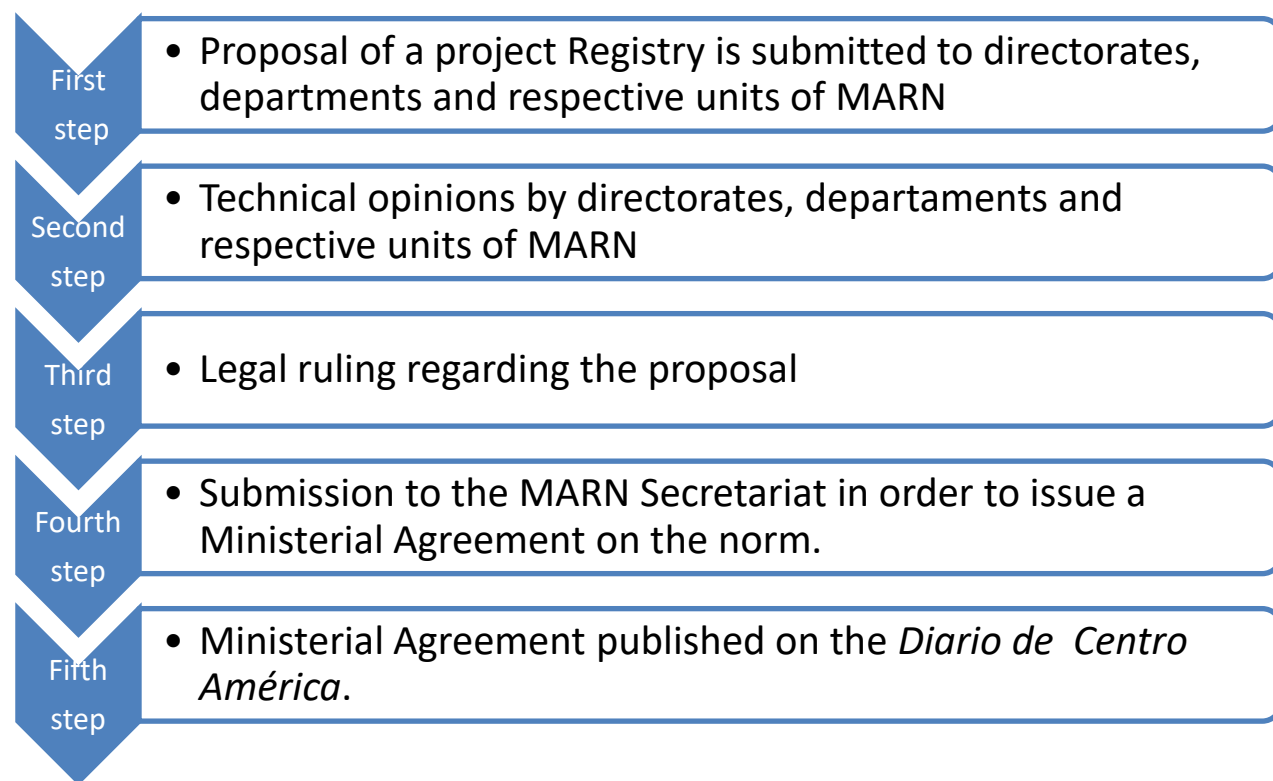 First
step
• Proposal of a project Registry is submitted to directorates,
departments and respective units of MARN
Second
step
• Technical opinions by directorates, departaments and
respective units of MARN
Third
step
• Legal ruling regarding the proposal
Fourth
step
• Submission to the MARN Secretariat in order to issue a
Ministerial Agreement on the norm.
Fifth
step
• Ministerial Agreement published on the Diario de Centro
América.